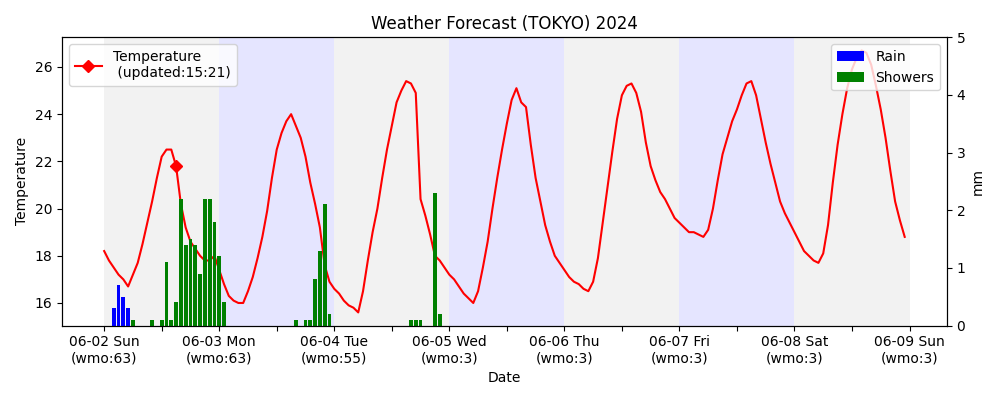 Weather Forecast (TOKYO) 2024
Temperature
(updated:15:21)
Rain
Showers
Temperature
26
24
22
20
18
16
5
4
3
2
1
0
mm
06-02 Sun
(wmo:63)
06-03 Mon
(wmo:63)
06-04 Tue
(wmo:55)
06-05 Wed
(wmo:3)
06-06 Thu
(wmo:3)
06-07 Fri
(wmo:3)
06-08 Sat
(wmo:3)
06-09 Sun
(wmo:3)
Date